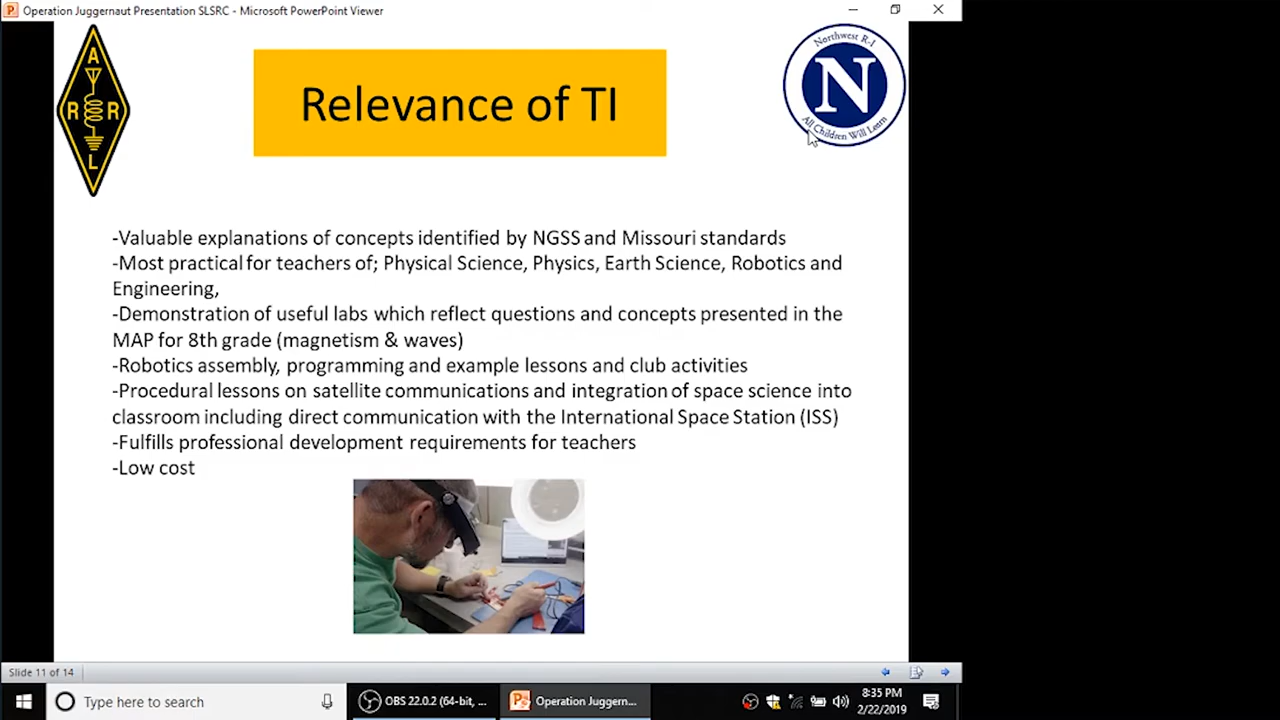 Operation Juggernaut Presentation SLSRC - Microsoft PowerPoint Viewer
A
R R
L
Relevance of TI
Northwest R-I
N
All Children Will Learn
-Valuable explanations of concepts identified by NGSS and Missouri standards
-Most practical for teachers of; Physical Science, Physics, Earth Science, Robotics and
Engineering,
-Demonstration of useful labs which reflect questions and concepts presented in the
MAP for 8th grade (magnetism & waves)
-Robotics assembly, programming and example lessons and club activities
-Procedural lessons on satellite communications and integration of space science into
classroom including direct communication with the International Space Station (ISS)
-Fulfills professional development requirements for teachers
-Low cost
Slide 11 of 14
Type here to search
OBS 22.0.2 (64-bit, ...
Operation Juggern...
8:35 PM
2/22/2019